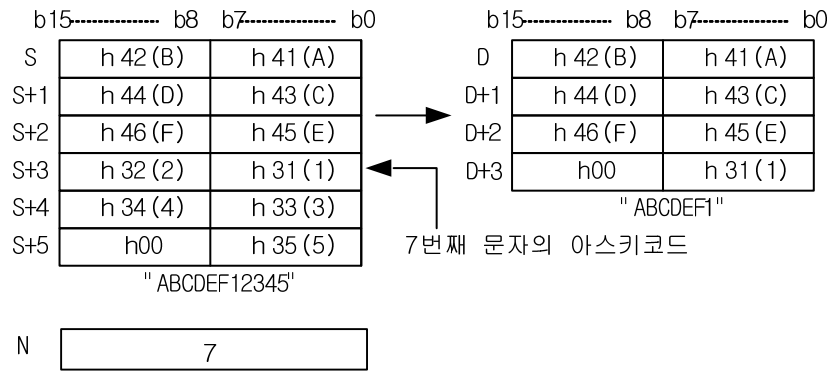 b15 b8 b7 b0 b15 b8 b7 b0
S h 42(B) h 41(A) D h 42(B) h 41(A)
S+1 h 44(D) h 43(C) D+1 h 44(D) h 43(C)
S+2 h 46(F) h 45(E) D+2 h 46(F) h 45(E)
S+3 h 32(2) h 31(1) D+3 h00 h 31(1)
S+4 h 34(4) h 33(3) "ABCDEF1"
S+5 h00 h 35(5) 7번째 문자의 아스키코드
"ABCDEF12345"
N 7